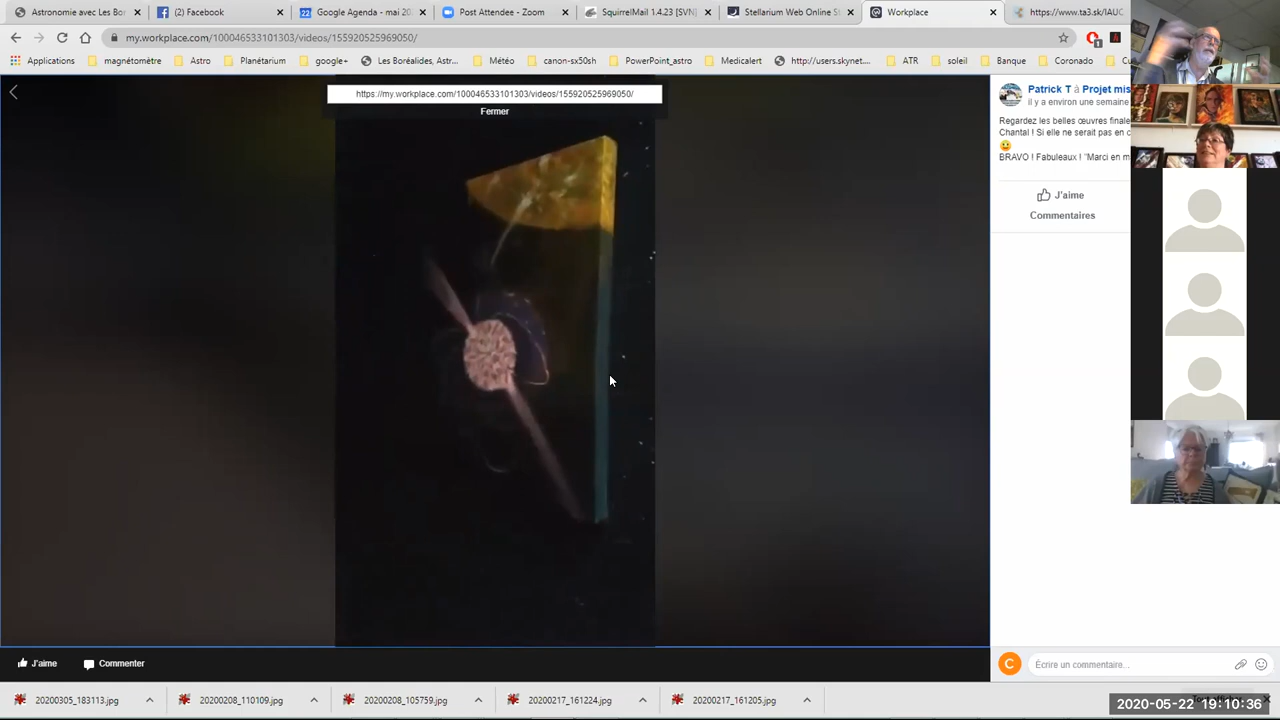 Astronomie avec Les Bor
(2) Facebook
22 Google Agenda - mai 20
Post Attendee - Zoom
SquirrelMail 1.4.23 [SVN]
Stellarium Web Online S
Workplace
https://www.ta3.sk/IAUC
my.workplace.com/100046533101303/videos/155920525969050/
1
Applications
magnétomètre
Astro
Planétarium
google+
Les Boréalides, Astr...
Météo
canon-sx50sh
PowerPoint_astro
Medicalert
http://users.skynet....
ATR
soleil
Banque
Coronado
https://my.workplace.com/100046533101303/videos/155920525969050/
Fermer
Patrick T à Projet mis
il y a environ une semaine
Regardez les belles œuvres finale
Chantal ! Si elle ne serait pas en c
BRAVO ! Fabuleaux ! "Marci en m
J'aime
Commentaires
J'aime
Commenter
C
Écrire un commentaire...
20200305_183113.jpg
20200208_110109.jpg
20200208_105759.jpg
20200217_161224.jpg
20200217_161205.jpg
2020-05-22 19:10:36